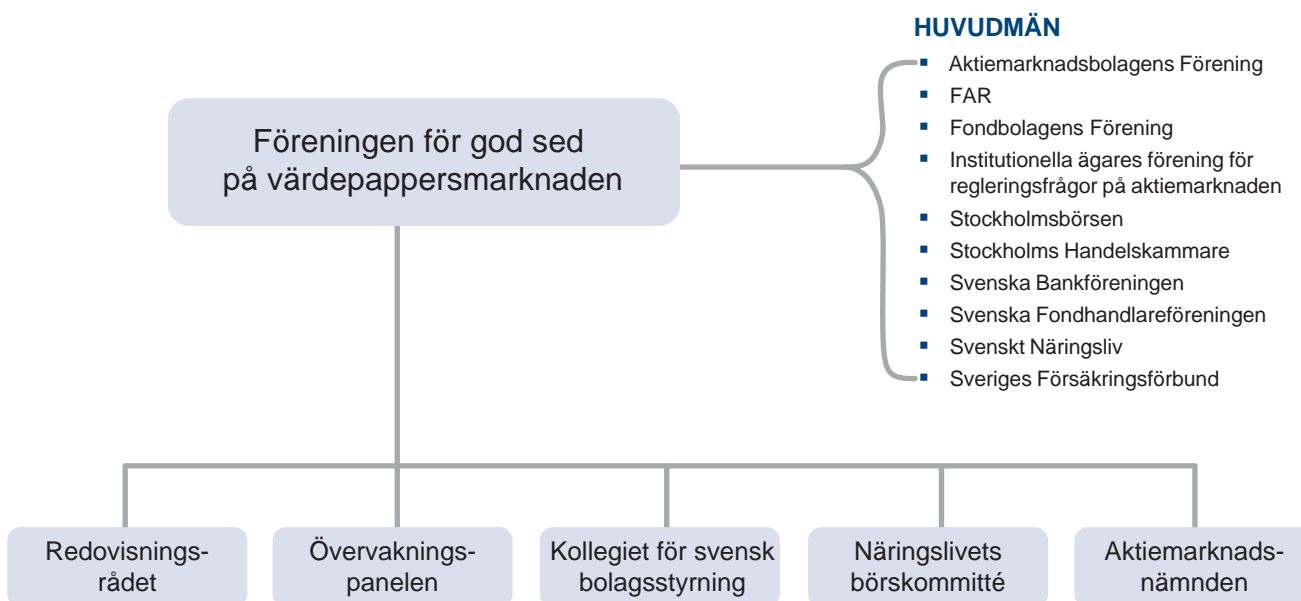 HUVUDMÄN
▪ Aktiemarknadsbolagens Förening
▪ FAR
▪ Fondbolagens Förening
▪ Institutionella ägares förening för
regleringsfrågor på aktiemarknaden
▪ Stockholmsbörsen
▪ Stockholms Handelskammare
▪ Svenska Bankföreningen
▪ Svenska Fondhandlareföreningen
▪ Svenskt Näringsliv
▪ Sveriges Försäkringsförbund
Föreningen för god sed
på värdepappersmarknaden
Redovisnings-
rådet
Övervaknings-
panelen
Kollegiet för svensk
bolagsstyrning
Näringslivets
börskommitté
Aktiemarknads-
nämnden